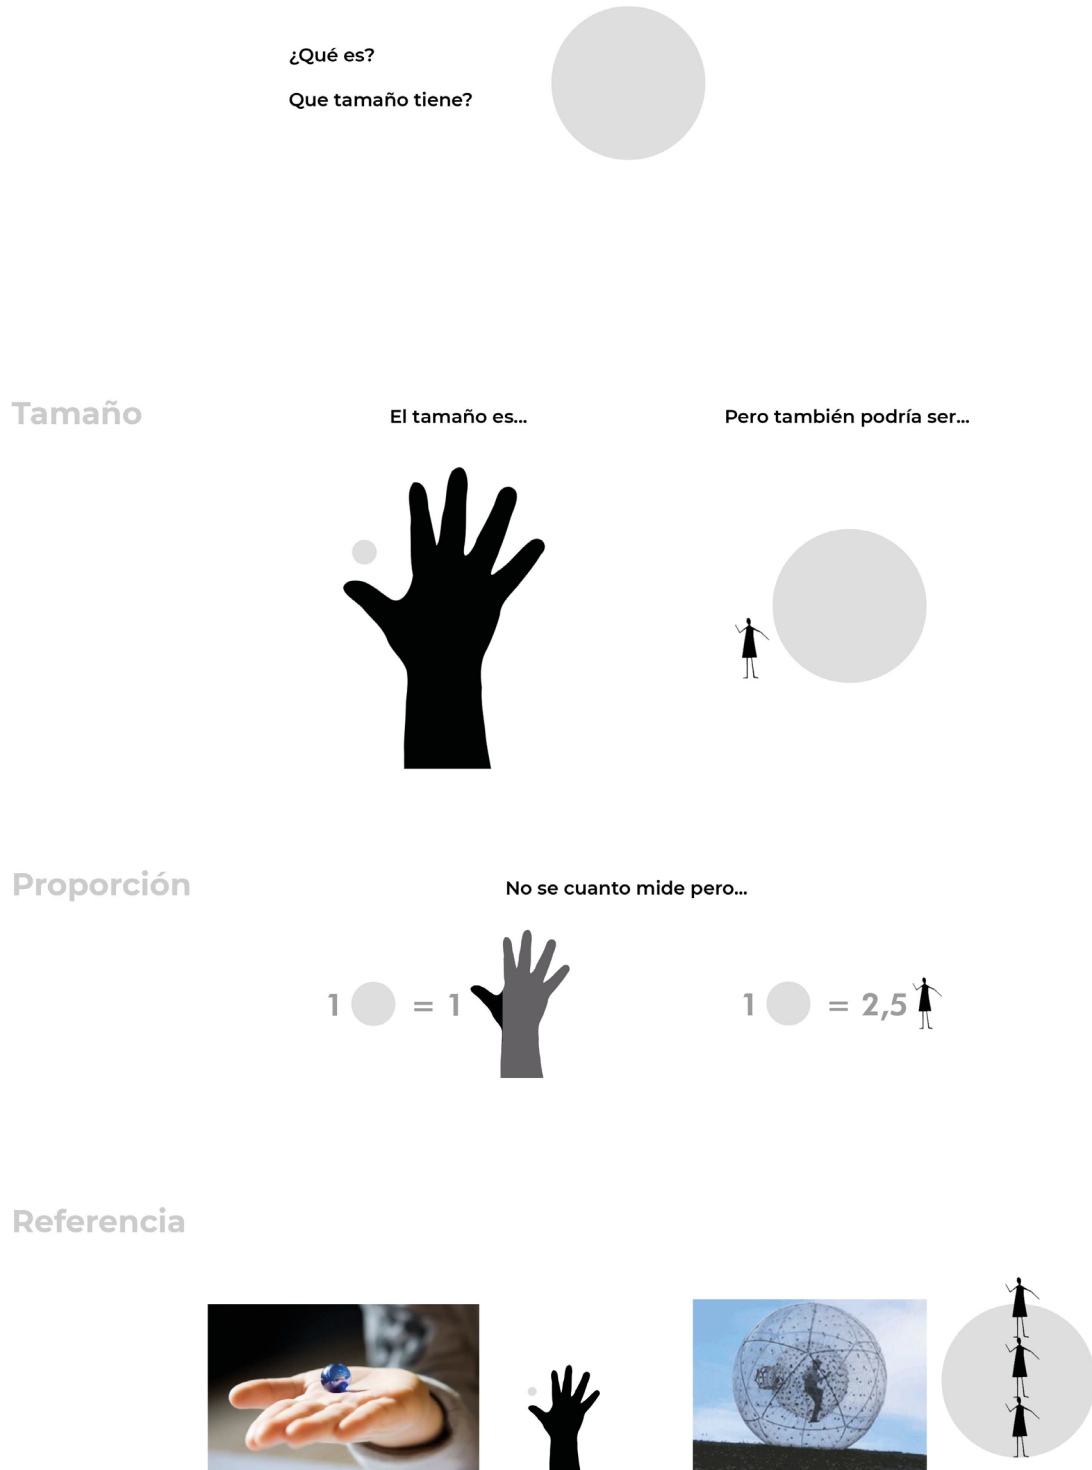 ¿Qué es?
Que tamaño tiene?
Tamaño
El tamaño es...
Pero también podría ser...
Proporción
No se cuanto mide pero...
1 = 1
1 = 2,5
Referencia